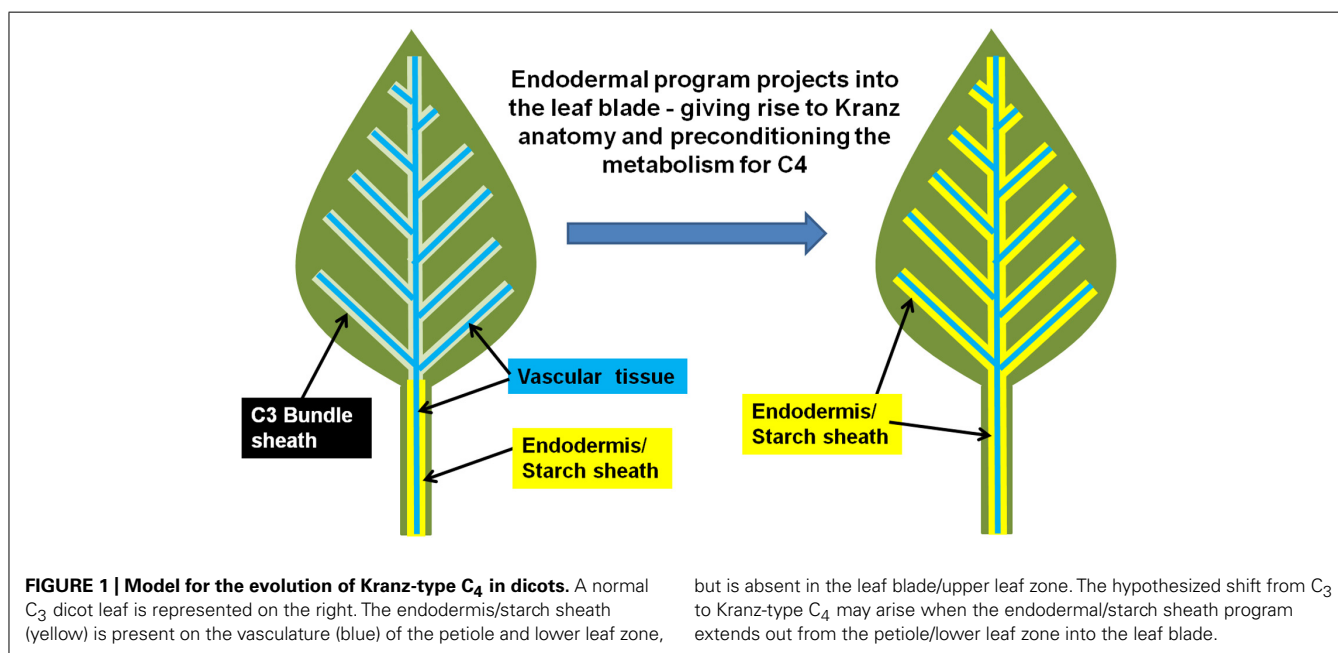 Endodermal program projects into
the leaf blade - giving rise to Kranz
anatomy and preconditioning the
metabolism for C4
C3 Bundle
sheath
Vascular tissue
Endodermis/
Starch sheath
Endodermis/
Starch sheath
FIGURE 1 | Model for the evolution of Kranz-type C₄ in dicots. A normal
C₃ dicot leaf is represented on the right. The endodermis/starch sheath
(yellow) is present on the vasculature (blue) of the petiole and lower leaf zone,
but is absent in the leaf blade/upper leaf zone. The hypothesized shift from C₃
to Kranz-type C₄ may arise when the endodermal/starch sheath program
extends out from the petiole/lower leaf zone into the leaf blade.